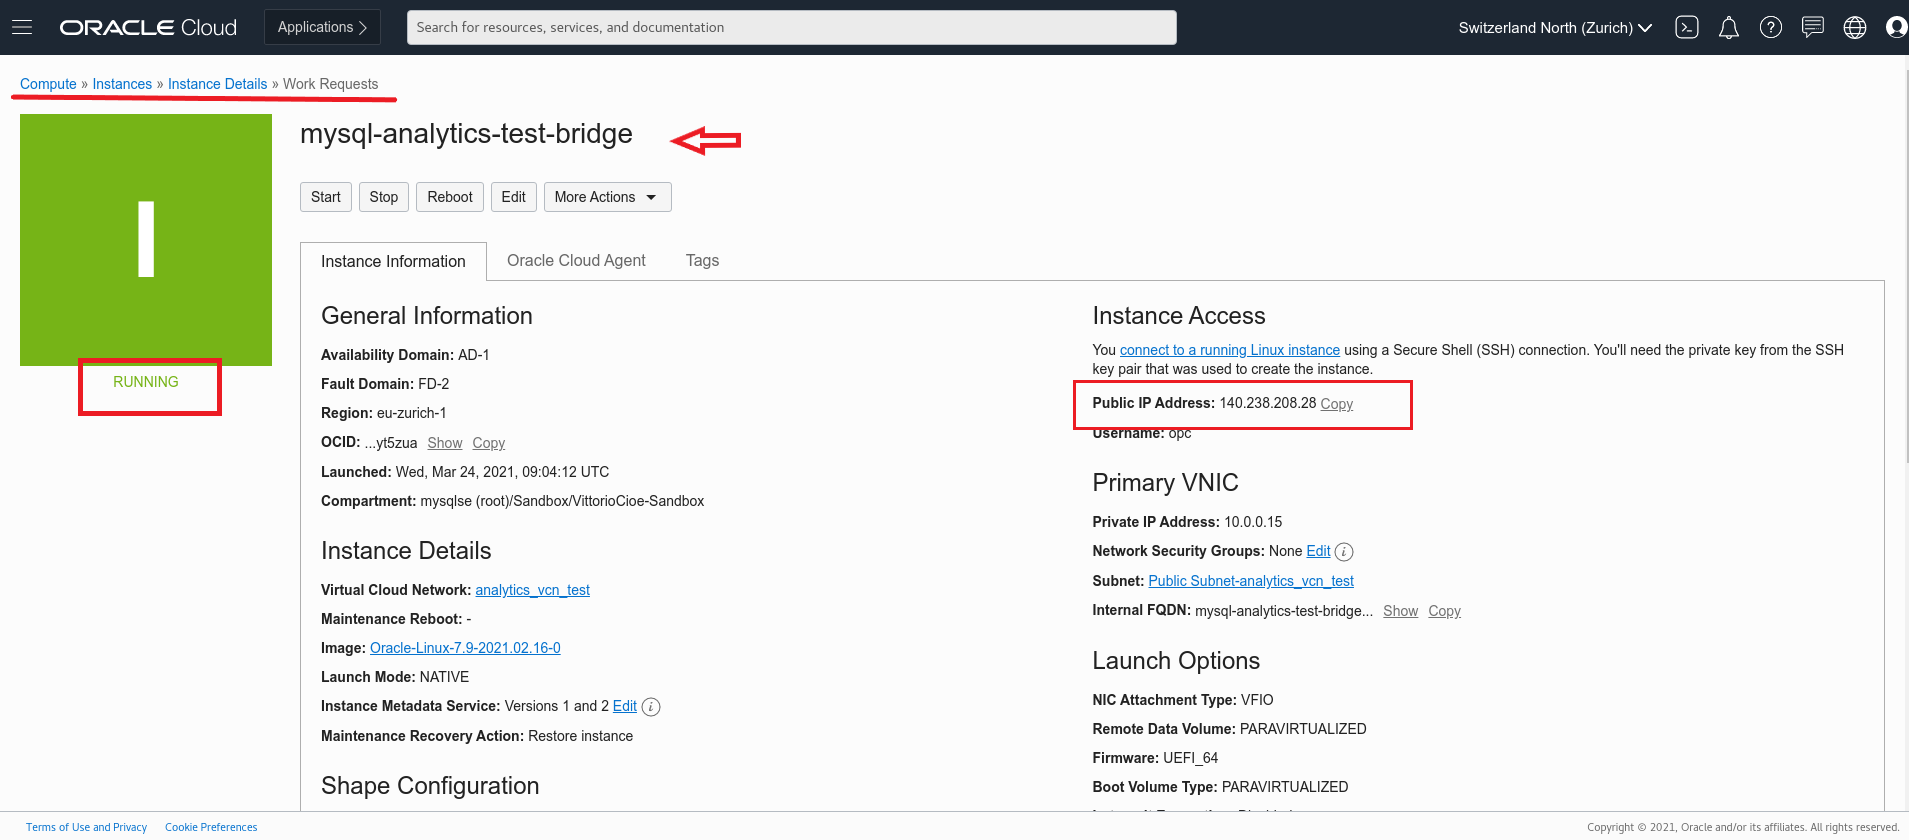 ORACLE Cloud
Applications
Search for resources, services, and documentation
Switzerland North (Zurich)
Compute » Instances » Instance Details » Work Requests
I
RUNNING
mysql-analytics-test-bridge
Start Stop Reboot Edit More Actions
Instance Information Oracle Cloud Agent Tags
General Information
Availability Domain: AD-1
Fault Domain: FD-2
Region: eu-zurich-1
OCID: ...yt5zua Show Copy
Launched: Wed, Mar 24, 2021, 09:04:12 UTC
Compartment: mysqlse (root)/Sandbox/VittorioCioe-Sandbox
Instance Details
Virtual Cloud Network: analytics_vcn_test
Maintenance Reboot: -
Image: Oracle-Linux-7.9-2021.02.16-0
Launch Mode: NATIVE
Instance Metadata Service: Versions 1 and 2 Edit i
Maintenance Recovery Action: Restore instance
Shape Configuration
Instance Access
You connect to a running Linux instance using a Secure Shell (SSH) connection. You'll need the private key from the SSH
key pair that was used to create the instance.
Public IP Address: 140.238.208.28 Copy
Username: opc
Primary VNIC
Private IP Address: 10.0.0.15
Network Security Groups: None Edit i
Subnet: Public Subnet-analytics_vcn_test
Internal FQDN: mysql-analytics-test-bridge... Show Copy
Launch Options
NIC Attachment Type: VFIO
Remote Data Volume: PARAVIRTUALIZED
Firmware: UEFI_64
Boot Volume Type: PARAVIRTUALIZED
Terms of Use and Privacy Cookie Preferences
Copyright © 2021, Oracle and/or its affiliates. All rights reserved.